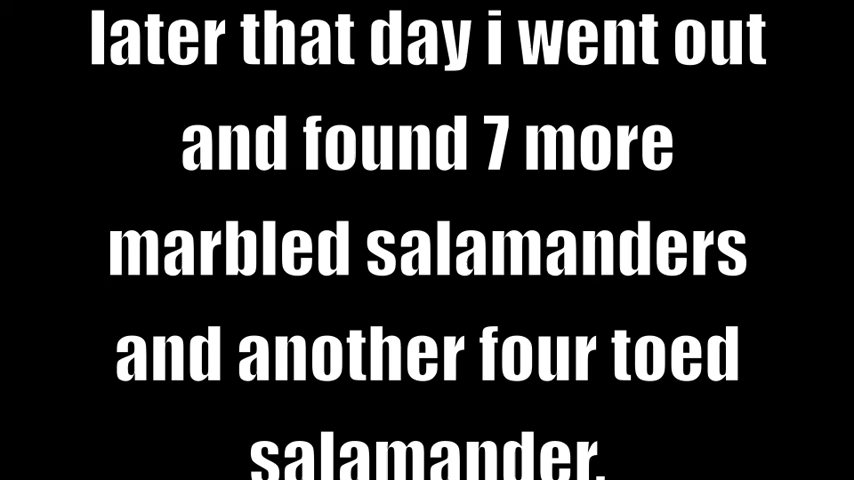 later that day i went out
and found 7 more
marbled salamanders
and another four toed
salamander.